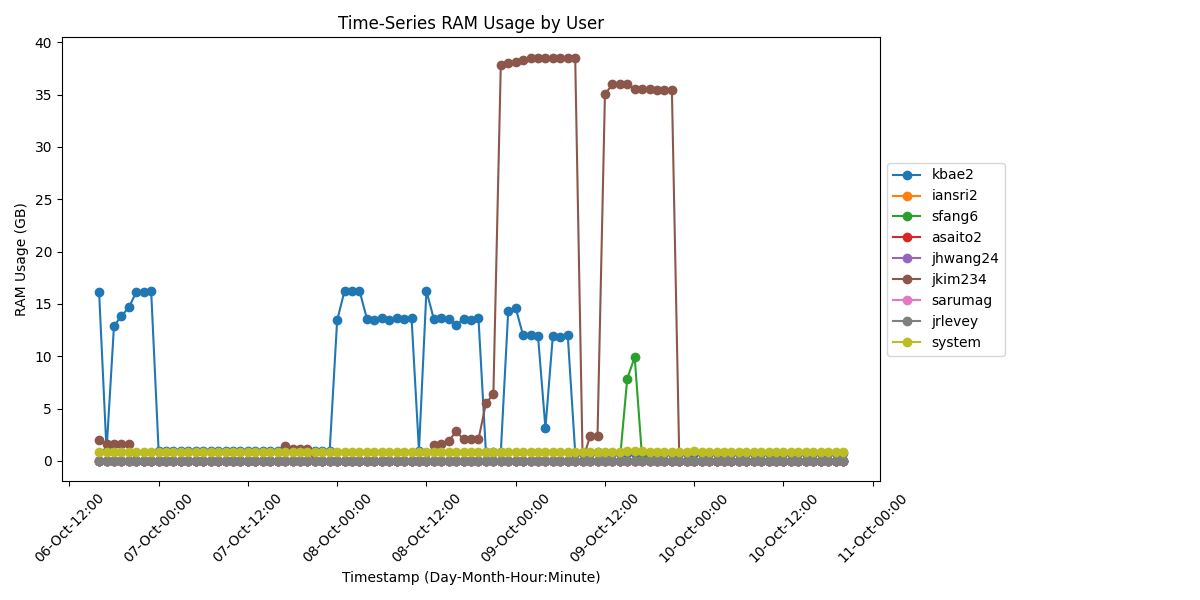 Time-Series RAM Usage by User
RAM Usage (GB)
40
35
30
25
20
15
10
5
0
06-Oct-12:00
07-Oct-00:00
07-Oct-12:00
08-Oct-00:00
08-Oct-12:00
09-Oct-00:00
09-Oct-12:00
10-Oct-00:00
10-Oct-12:00
11-Oct-00:00
Timestamp (Day-Month-Hour:Minute)
kbae2
iansri2
sfang6
asaito2
jhwang24
jkim234
sarumag
jrlevey
system